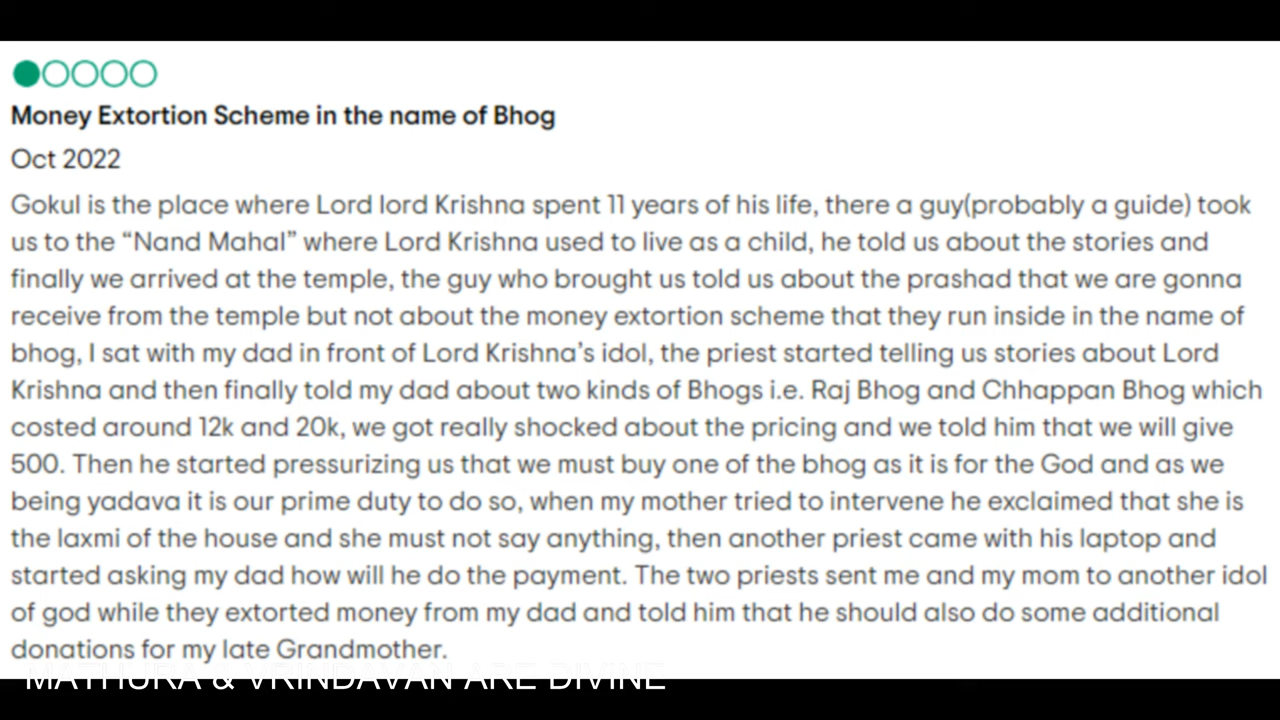 Money Extortion Scheme in the name of Bhog
Oct 2022
Gokul is the place where Lord lord Krishna spent 11 years of his life, there a guy(probably a guide) took
us to the “Nand Mahal” where Lord Krishna used to live as a child, he told us about the stories and
finally we arrived at the temple, the guy who brought us told us about the prashad that we are gonna
receive from the temple but not about the money extortion scheme that they run inside in the name of
bhog, I sat with my dad in front of Lord Krishna’s idol, the priest started telling us stories about Lord
Krishna and then finally told my dad about two kinds of Bhogs i.e. Raj Bhog and Chhappan Bhog which
costed around 12k and 20k, we got really shocked about the pricing and we told him that we will give
500. Then he started pressurizing us that we must buy one of the bhog as it is for the God and as we
being yadava it is our prime duty to do so, when my mother tried to intervene he exclaimed that she is
the laxmi of the house and she must not say anything, then another priest came with his laptop and
started asking my dad how will he do the payment. The two priests sent me and my mom to another idol
of god while they extorted money from my dad and told him that he should also do some additional
donations for my late Grandmother.
MATHURA & VRINDAVAN ARE DIVINE